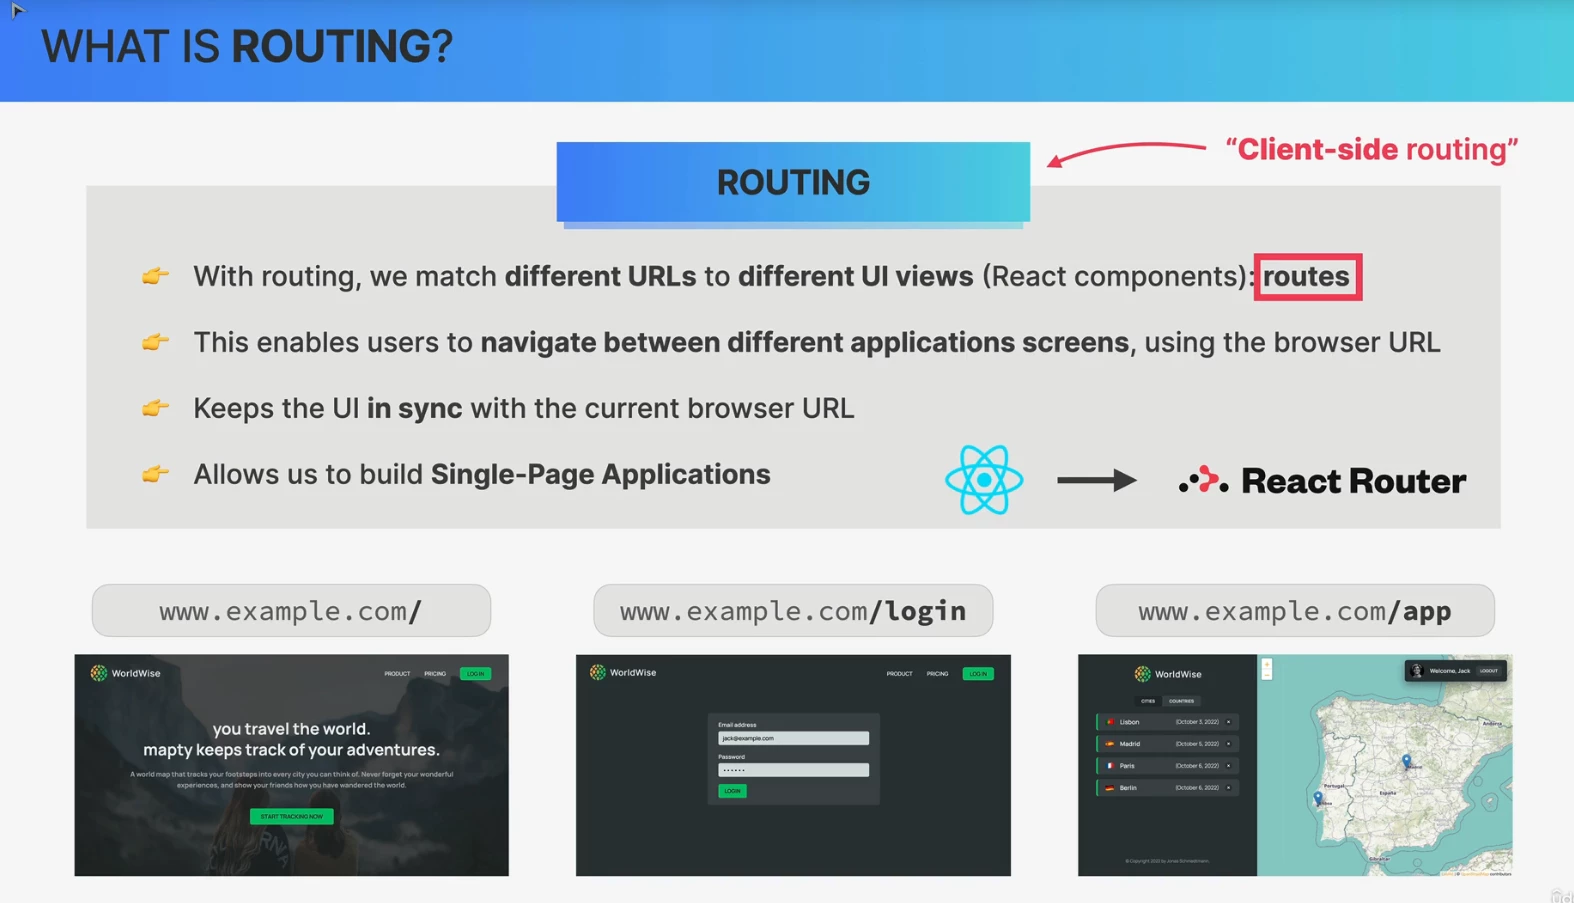 WHAT IS ROUTING?
“Client-side routing”
ROUTING
With routing, we match different URLs to different UI views (React components): routes
This enables users to navigate between different applications screens, using the browser URL
Keeps the UI in sync with the current browser URL
Allows us to build Single-Page Applications
React Router
www.example.com/
www.example.com/login
www.example.com/app
WorldWise
PRODUCT PRICING LOG IN
you travel the world.
mapty keeps track of your adventures.
A world map that tracks your footsteps into every city you can think of. Never forget your wonderful
experiences, and show your friends how you have wandered the world.
START TRACKING NOW
WorldWise
PRODUCT PRICING LOG IN
Email address
jack@example.com
Password
LOGIN
WorldWise
CITIES COUNTRIES
Lisbon (October 3, 2022) ×
Madrid (October 5, 2022) ×
Paris (October 6, 2022) ×
Berlin (October 6, 2022) ×
Welcome, Jack LOGOUT
+
−
Andorra
Portugal
España
Gibraltar